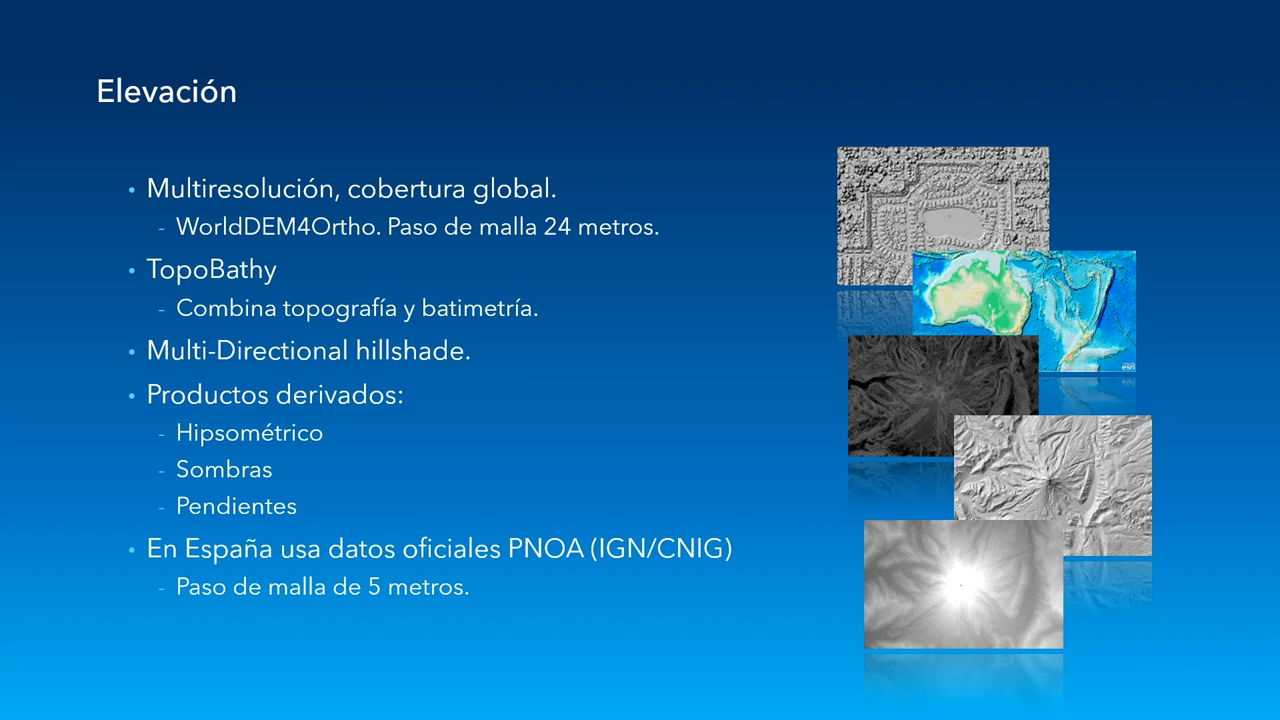 Elevación
• Multiresolución, cobertura global.
- WorldDEM4Ortho. Paso de malla 24 metros.
• TopoBathy
- Combina topografía y batimetría.
• Multi-Directional hillshade.
• Productos derivados:
- Hipsométrico
- Sombras
- Pendientes
• En España usa datos oficiales PNOA (IGN/CNIG)
- Paso de malla de 5 metros.
esri